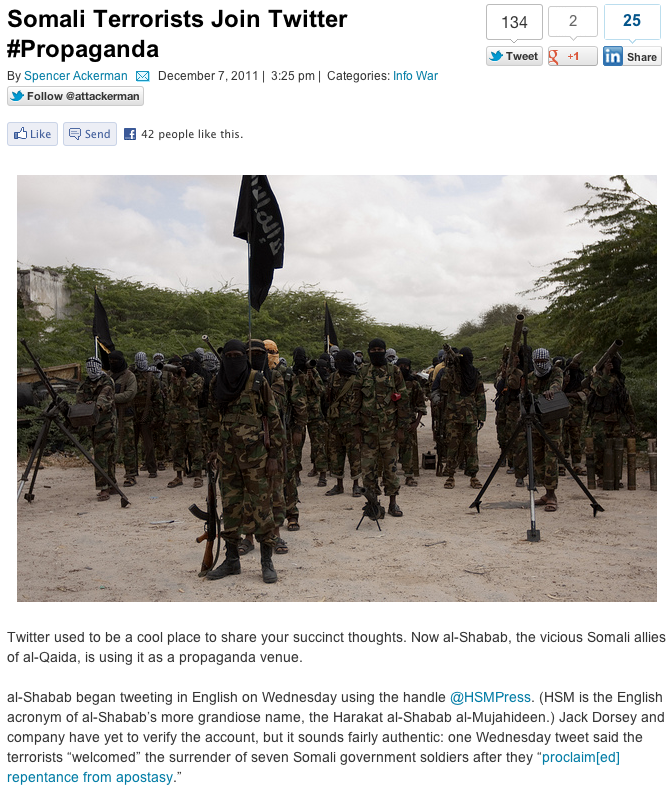 Somali Terrorists Join Twitter
#Propaganda
134
2
25
Tweet
+1
in Share
By Spencer Ackerman December 7, 2011 | 3:25 pm | Categories: Info War
Follow @attackerman
Like Send 42 people like this.
Twitter used to be a cool place to share your succinct thoughts. Now al-Shabab, the vicious Somali allies
of al-Qaida, is using it as a propaganda venue.
al-Shabab began tweeting in English on Wednesday using the handle @HSMPress. (HSM is the English
acronym of al-Shabab's more grandiose name, the Harakat al-Shabab al-Mujahideen.) Jack Dorsey and
company have yet to verify the account, but it sounds fairly authentic: one Wednesday tweet said the
terrorists “welcomed” the surrender of seven Somali government soldiers after they “proclaim[ed]
repentance from apostasy.”